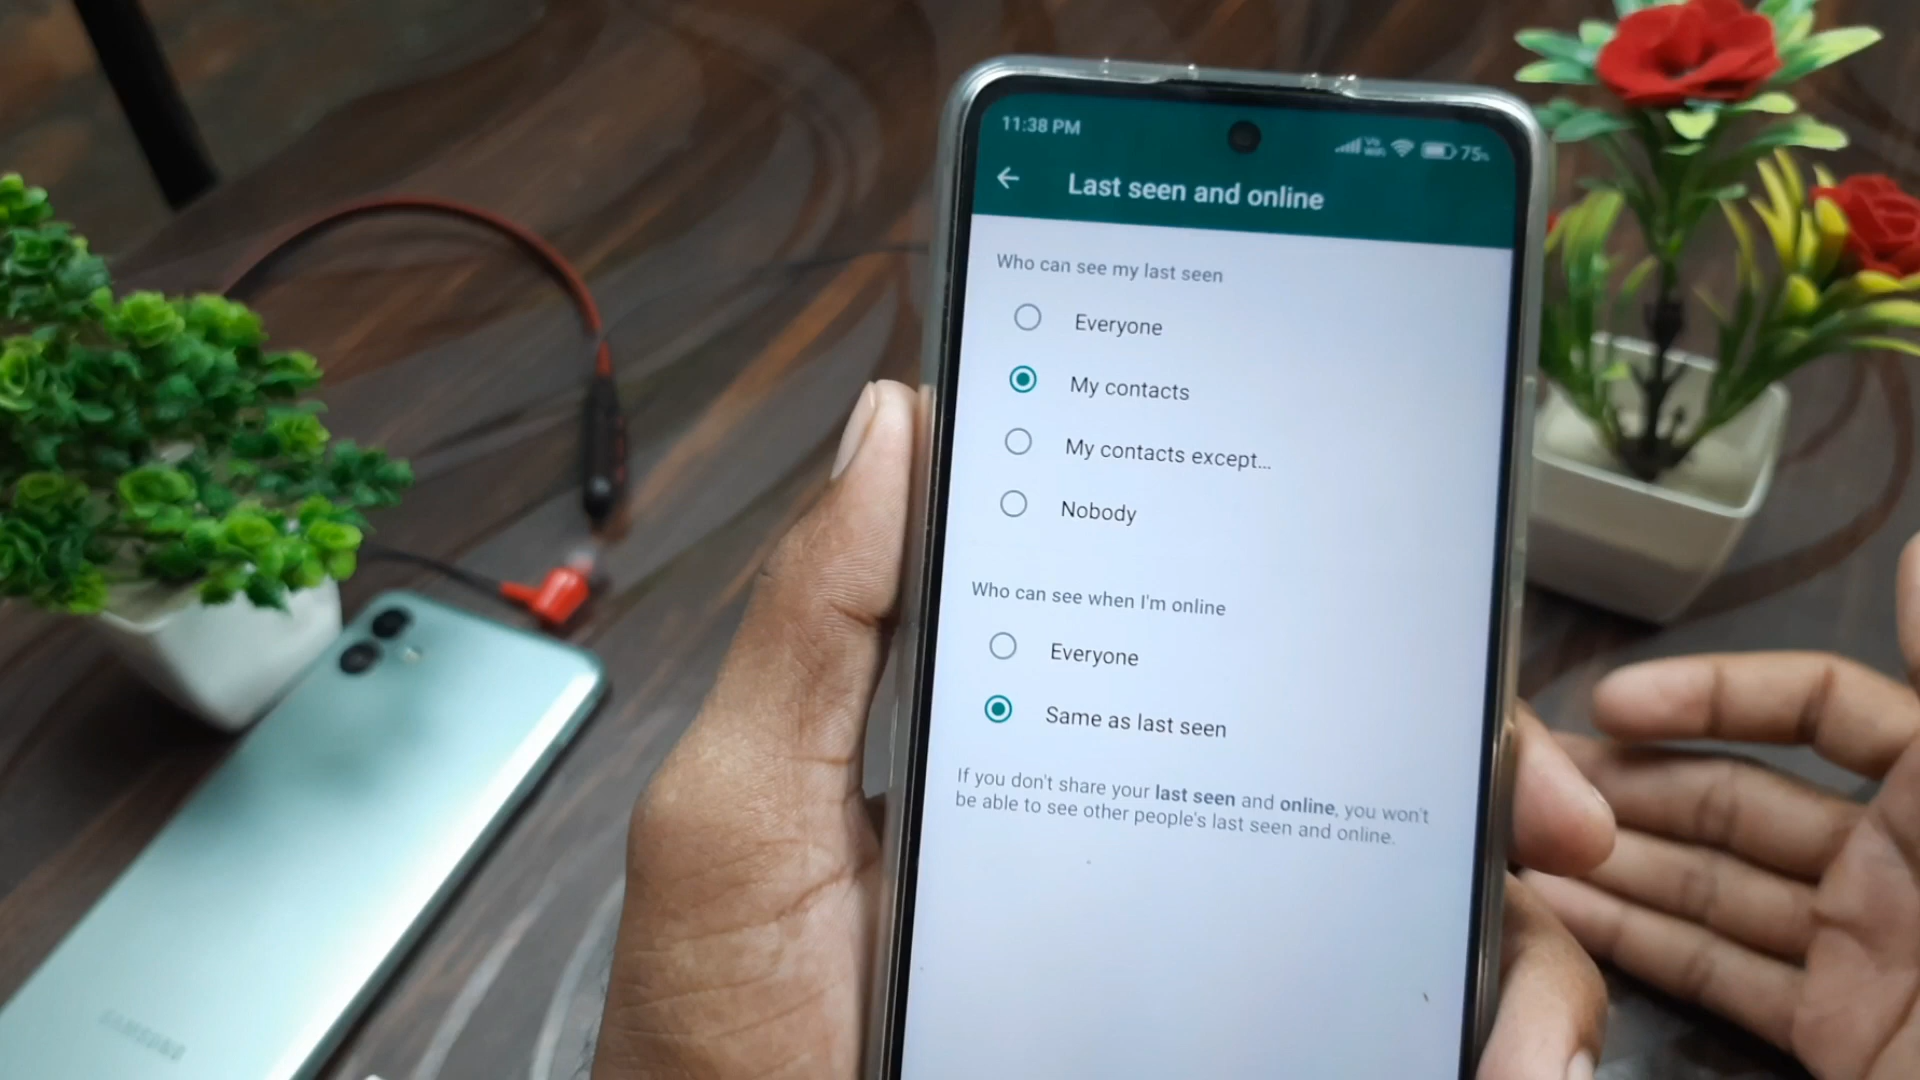 11:38 PM
75%
Last seen and online
Who can see my last seen
Everyone
My contacts
My contacts except...
Nobody
Who can see when I'm online
Everyone
Same as last seen
If you don't share your last seen and online, you won't
be able to see other people's last seen and online.
SAMSUNG